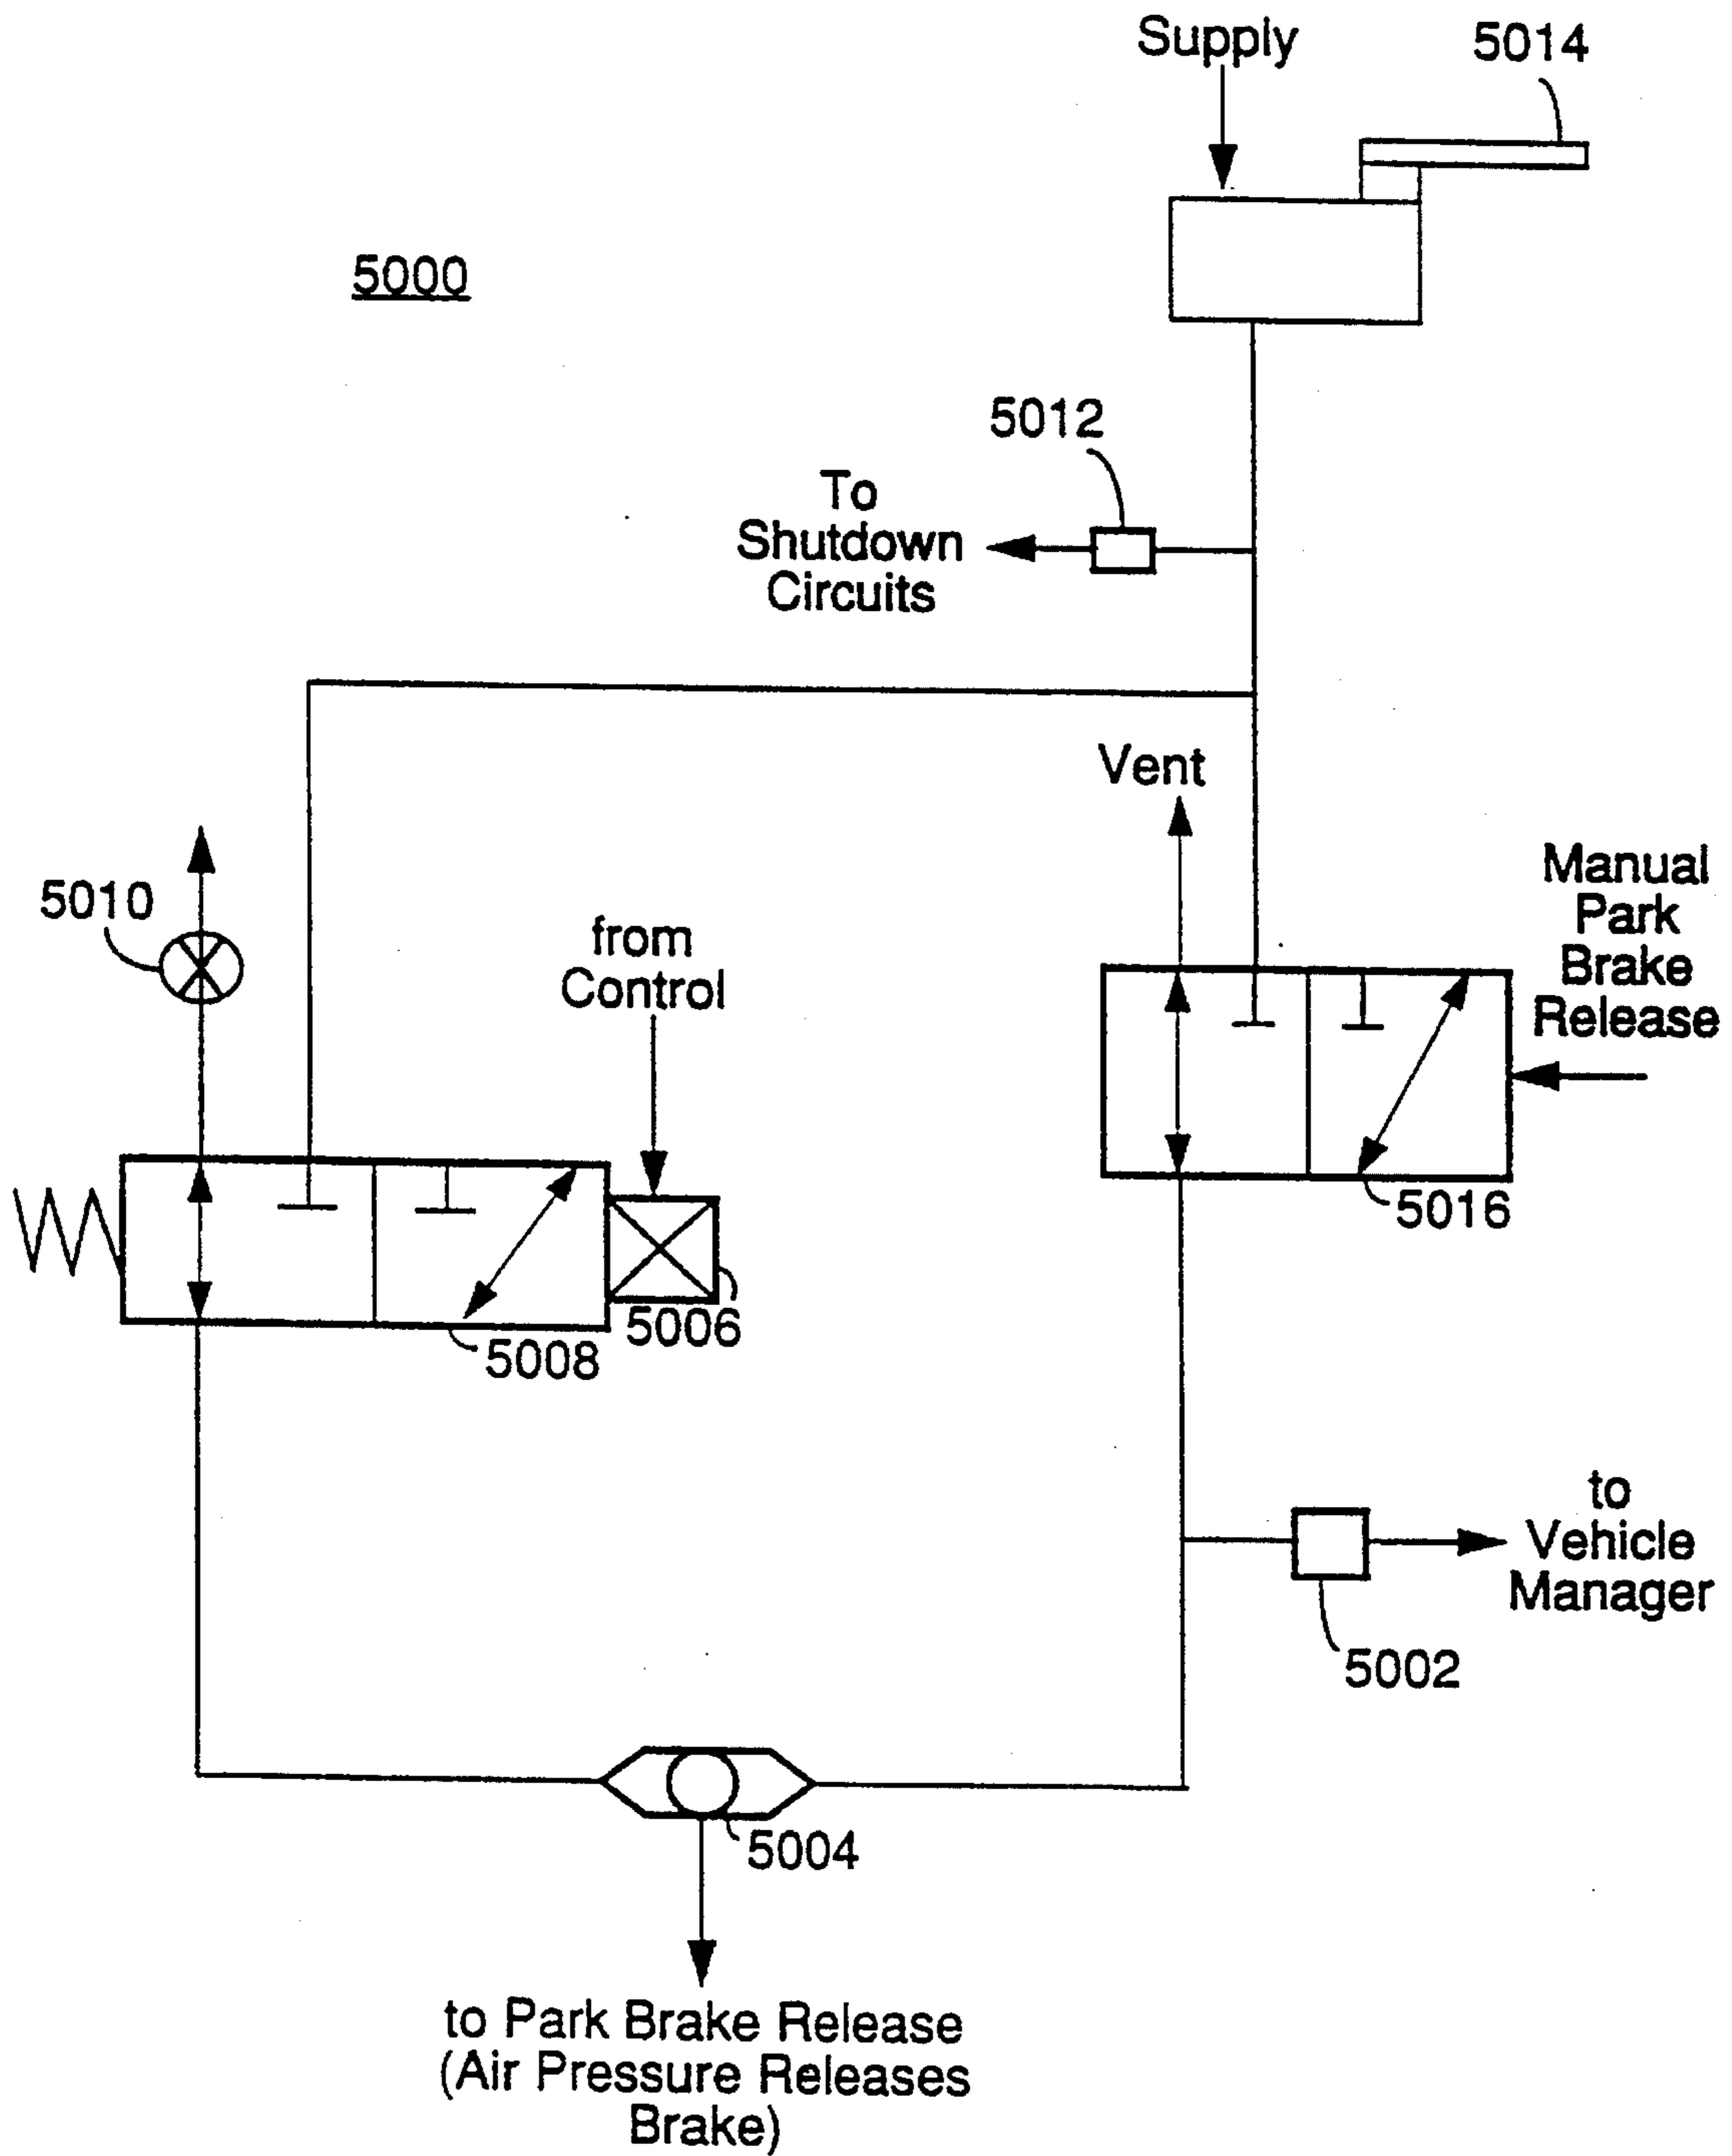 Supply
5014
5000
5012
To
Shutdown
Circuits
Vent
Manual
Park
Brake
Release
5010
from
Control
5016
5006
5008
to
Vehicle
Manager
5002
5004
to Park Brake Release
(Air Pressure Releases
Brake)